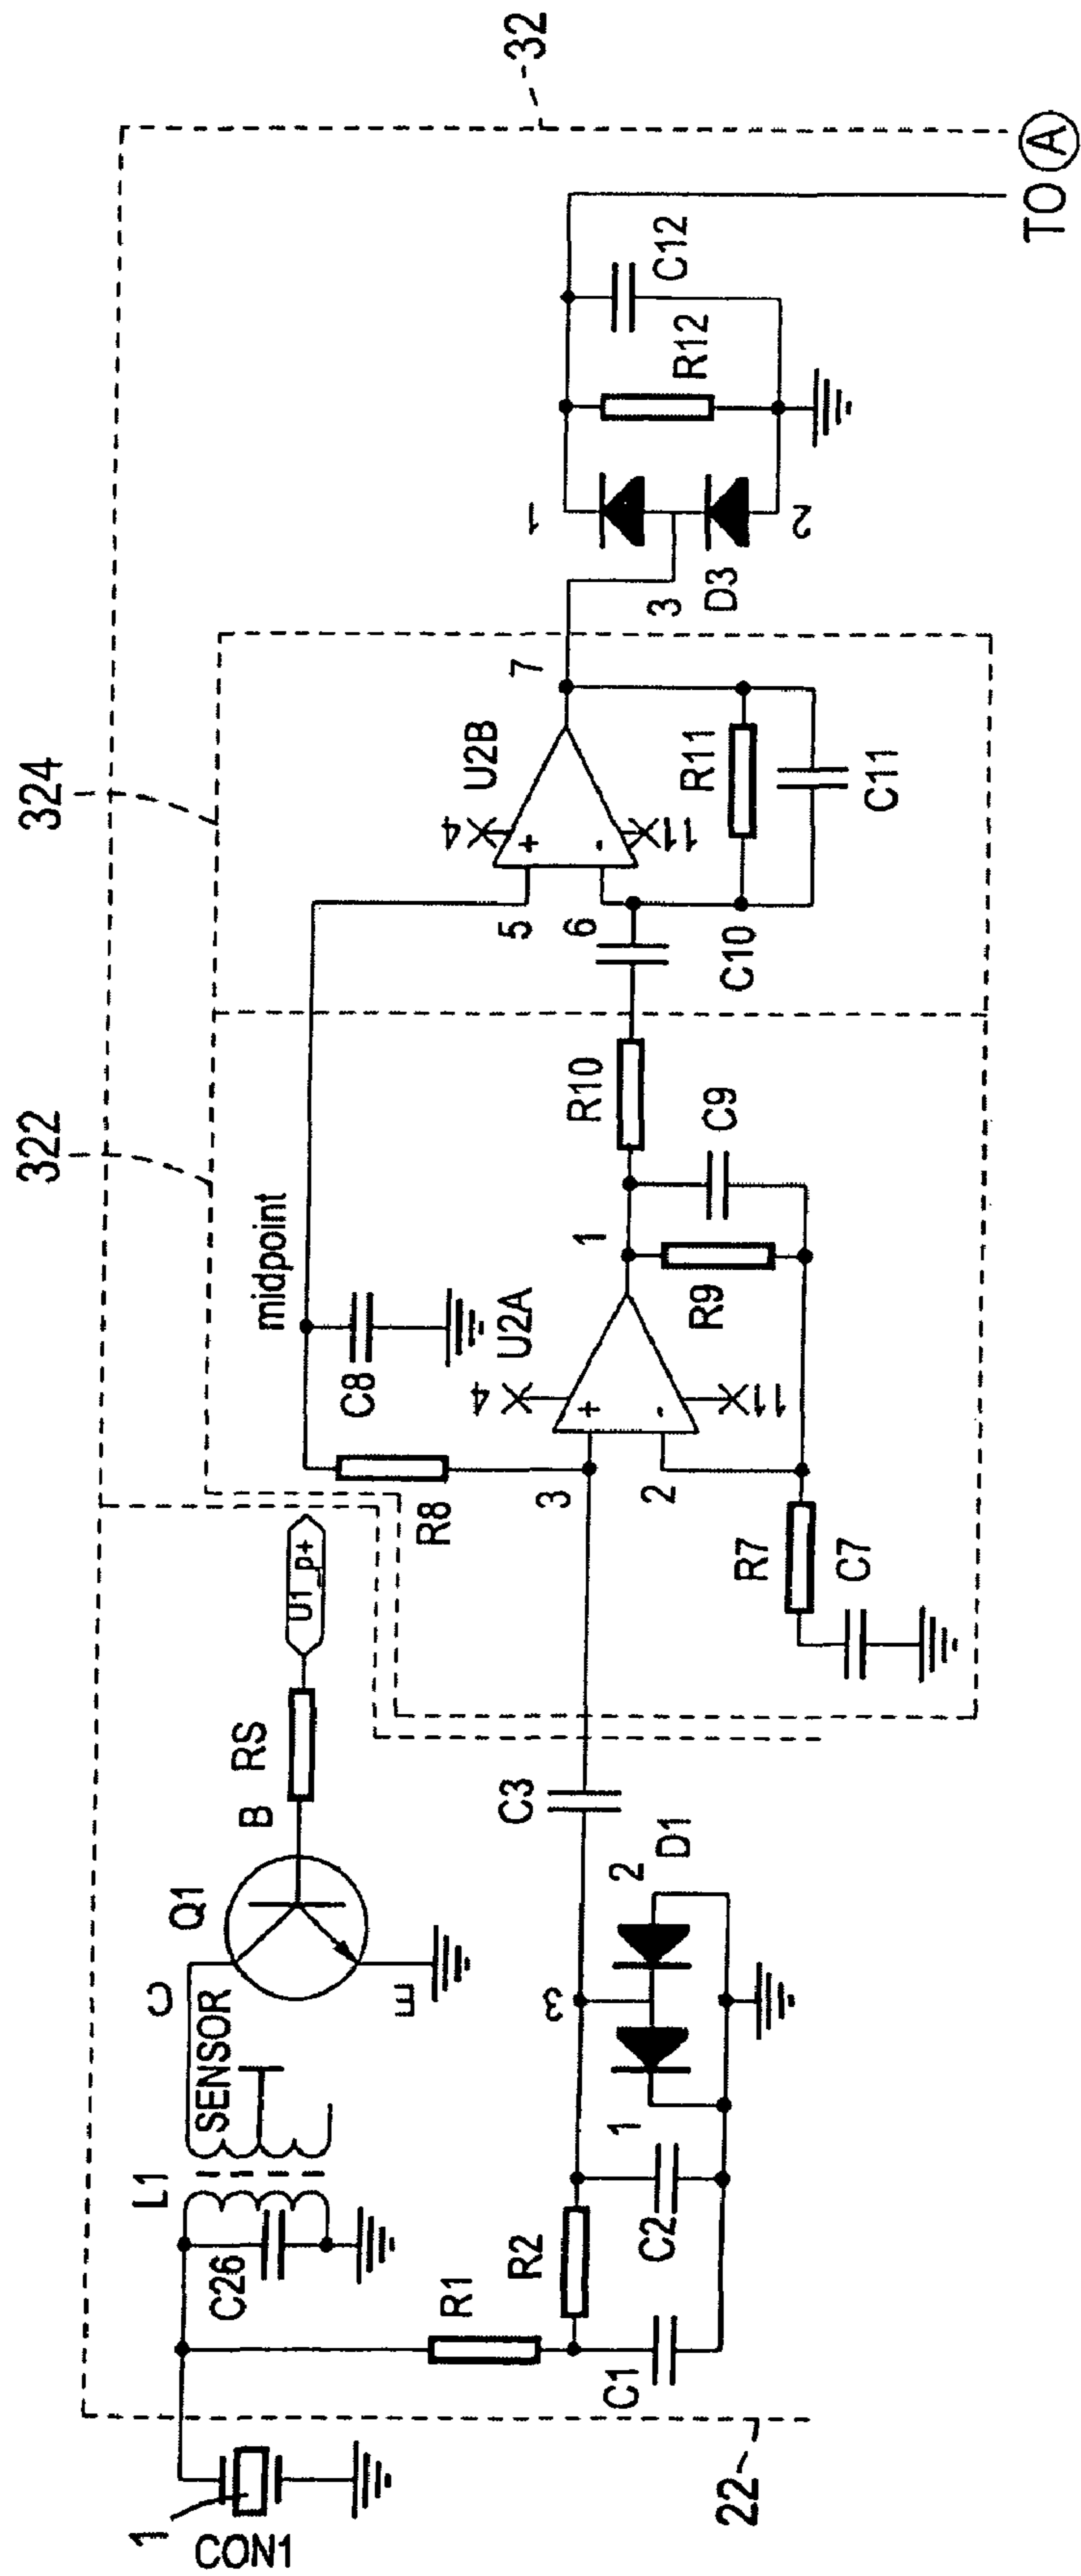 1
CON1
22
C26
L1
SENSOR
C
Q1
E
B
RS
U1_p+
R1
R2
C1
C2
1
3
2
D1
C3
322
midpoint
C8
R8
3
2
4
+
-
11
U2A
1
R7
C7
R9
C9
R10
324
5
6
4
+
-
11
U2B
7
C10
R11
C11
3
1
2
D3
R12
C12
32
TO A